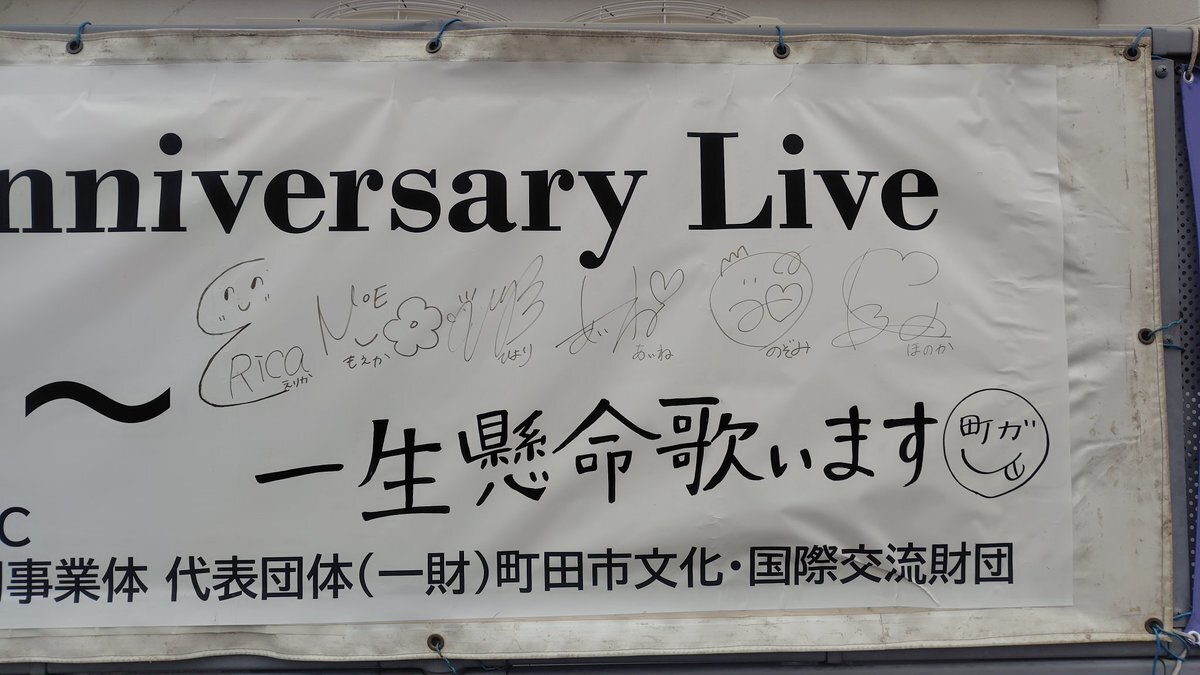 nniversary Live
Rica MOE
えりか もえか ひより あいね のぞみ ほのか
～
一生懸命歌います 町ガ
C
事業体 代表団体(一財)町田市文化・国際交流財団